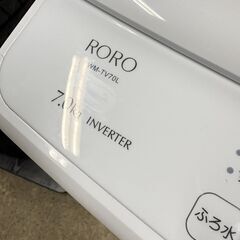 RORO
WM-TV70L
7.0kg INVERTER
ふろ水